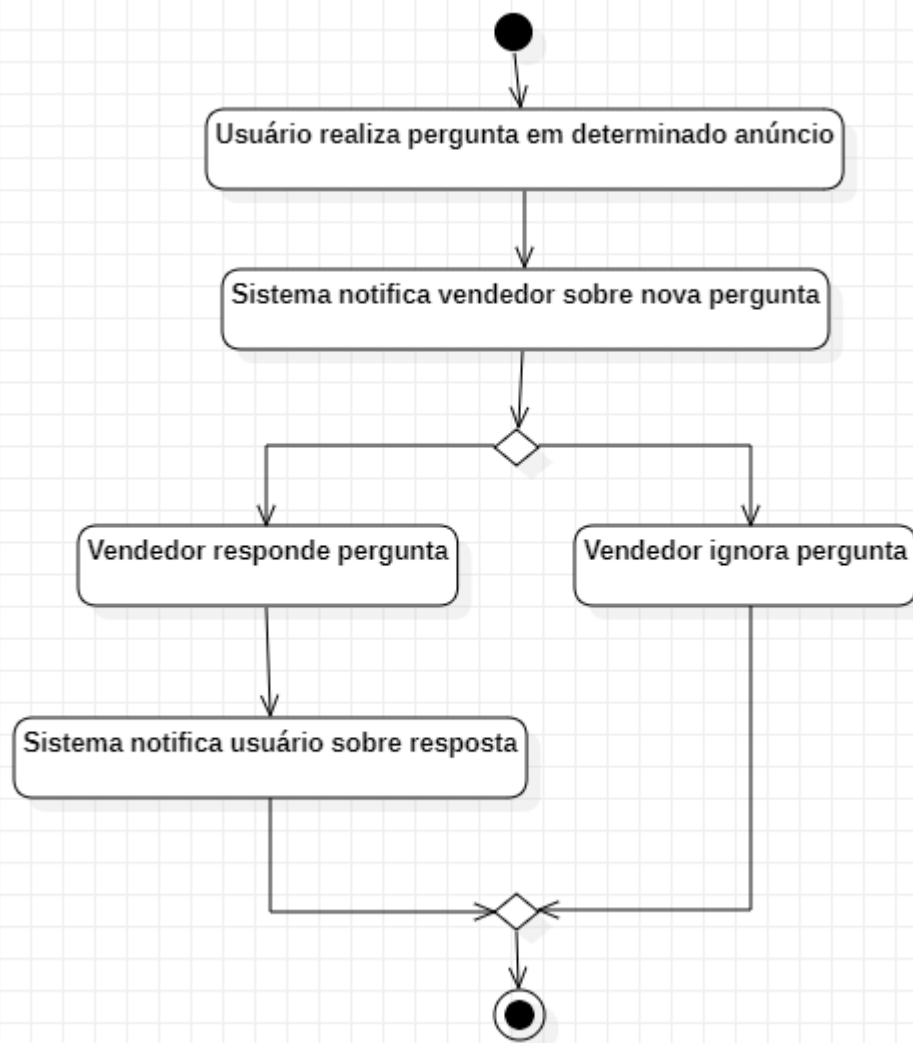 Usuário realiza pergunta em determinado anúncio
Sistema notifica vendedor sobre nova pergunta
Vendedor responde pergunta
Vendedor ignora pergunta
Sistema notifica usuário sobre resposta